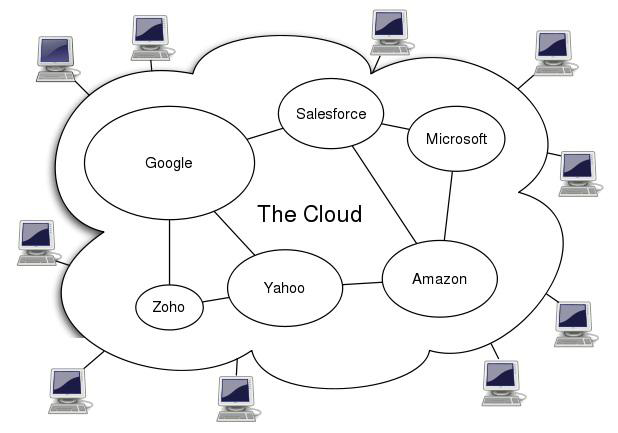 Salesforce
Microsoft
Google
The Cloud
Amazon
Yahoo
Zoho